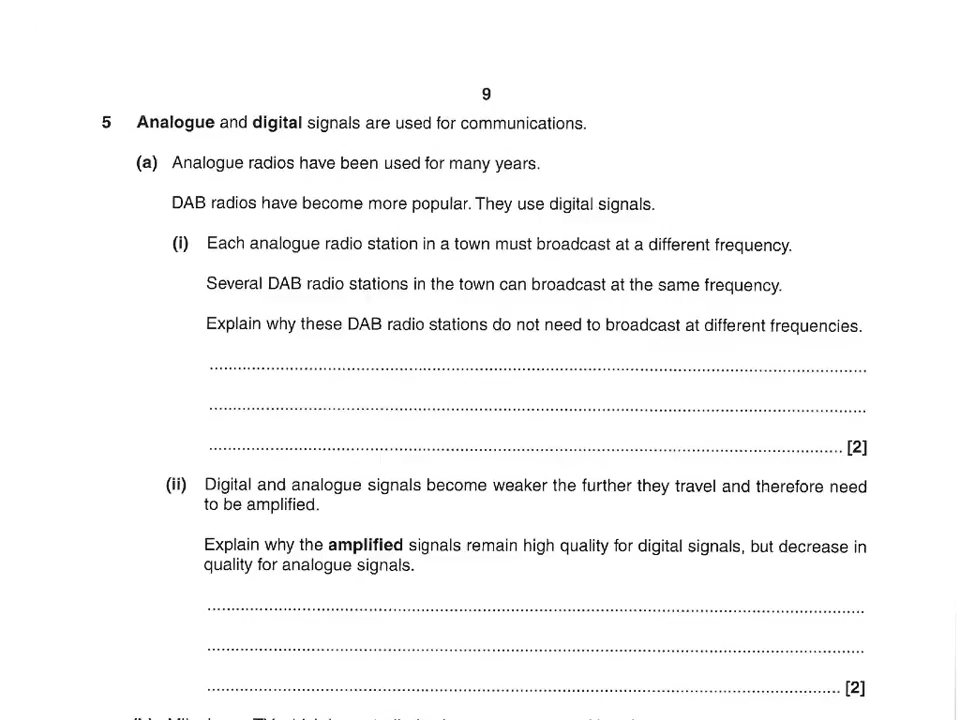 9
5 Analogue and digital signals are used for communications.
(a) Analogue radios have been used for many years.
DAB radios have become more popular. They use digital signals.
(i) Each analogue radio station in a town must broadcast at a different frequency.
Several DAB radio stations in the town can broadcast at the same frequency.
Explain why these DAB radio stations do not need to broadcast at different frequencies.
[2]
(ii) Digital and analogue signals become weaker the further they travel and therefore need
to be amplified.
Explain why the amplified signals remain high quality for digital signals, but decrease in
quality for analogue signals.
[2]